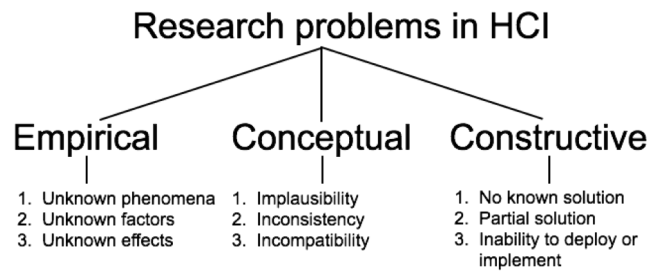 Research problems in HCI
Empirical
1. Unknown phenomena
2. Unknown factors
3. Unknown effects
Conceptual
1. Implausibility
2. Inconsistency
3. Incompatibility
Constructive
1. No known solution
2. Partial solution
3. Inability to deploy or
implement